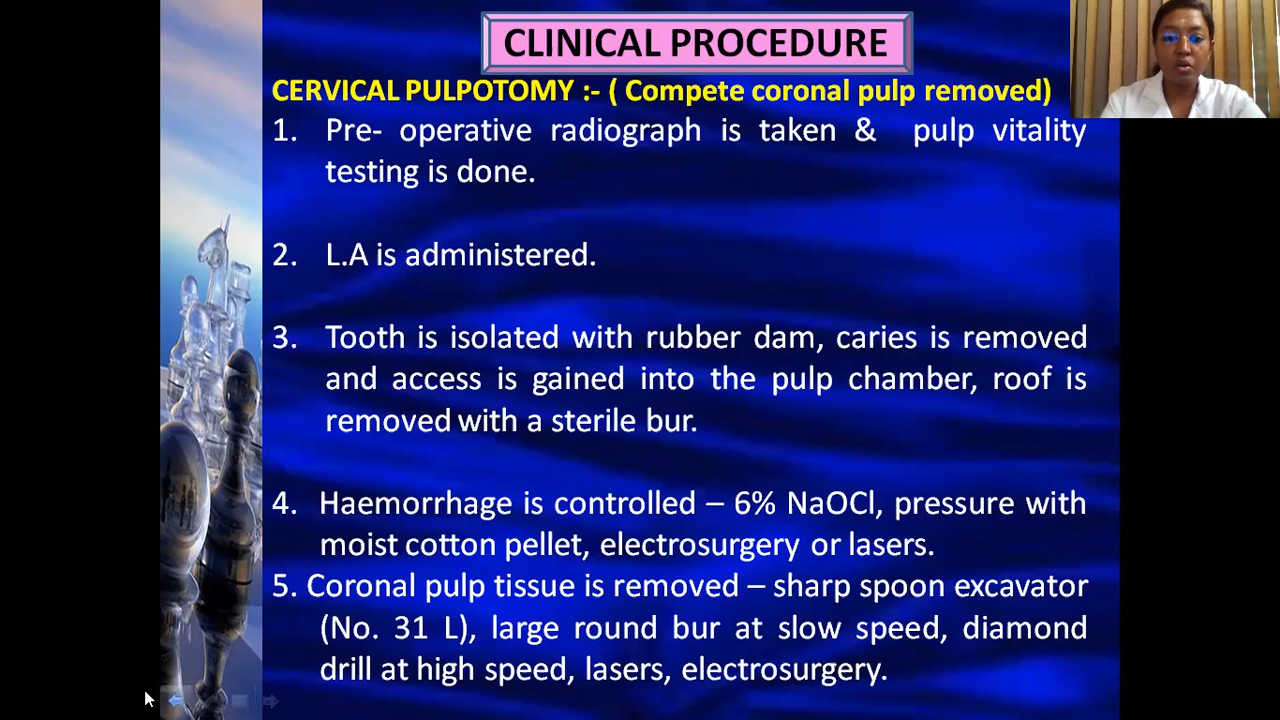 CLINICAL PROCEDURE
CERVICAL PULPOTOMY :- ( Compete coronal pulp removed)
1. Pre- operative radiograph is taken & pulp vitality
testing is done.
2. L.A is administered.
3. Tooth is isolated with rubber dam, caries is removed
and access is gained into the pulp chamber, roof is
removed with a sterile bur.
4. Haemorrhage is controlled – 6% NaOCl, pressure with
moist cotton pellet, electrosurgery or lasers.
5. Coronal pulp tissue is removed – sharp spoon excavator
(No. 31 L), large round bur at slow speed, diamond
drill at high speed, lasers, electrosurgery.